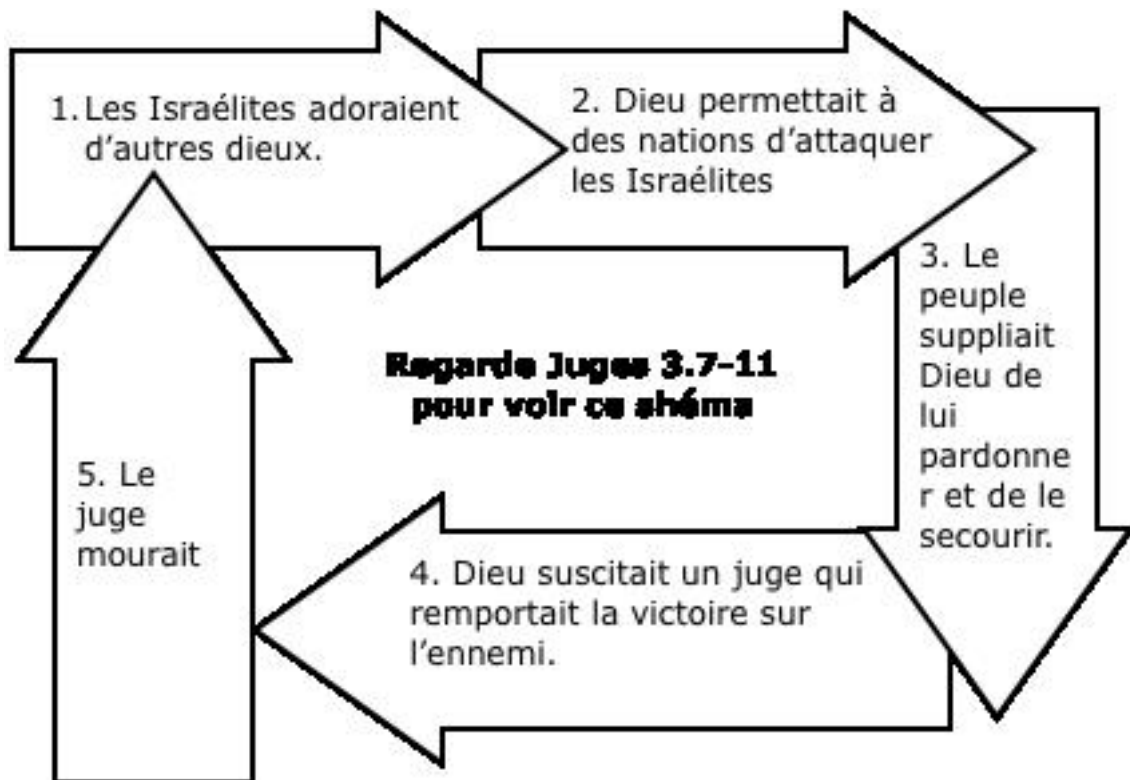 1. Les Israélites adoraient
d'autres dieux.
2. Dieu permettait à
des nations d'attaquer
les Israélites
3. Le
peuple
suppliait
Dieu de
lui
pardonne
r et de le
secourir.
Regarde Juges 3.7-11
pour voir ce shéma
4. Dieu suscitait un juge qui
remportait la victoire sur
l'ennemi.
5. Le
juge
mourait